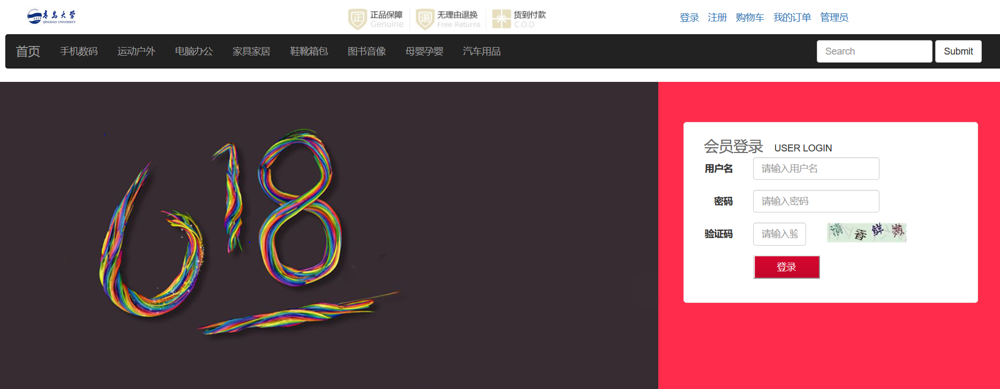 青岛大学
QINGDAO UNIVERSITY
正 正品保障
Genuine
退 无理由退换
Free Returns
货到付款
C.O.D
登录 注册 购物车 我的订单 管理员
首页 手机数码 运动户外 电脑办公 家具家居 鞋靴箱包 图书音像 母婴孕婴 汽车用品 Search Submit
618
会员登录 USER LOGIN
用户名 请输入用户名
密码 请输入密码
验证码 请输入验
登录